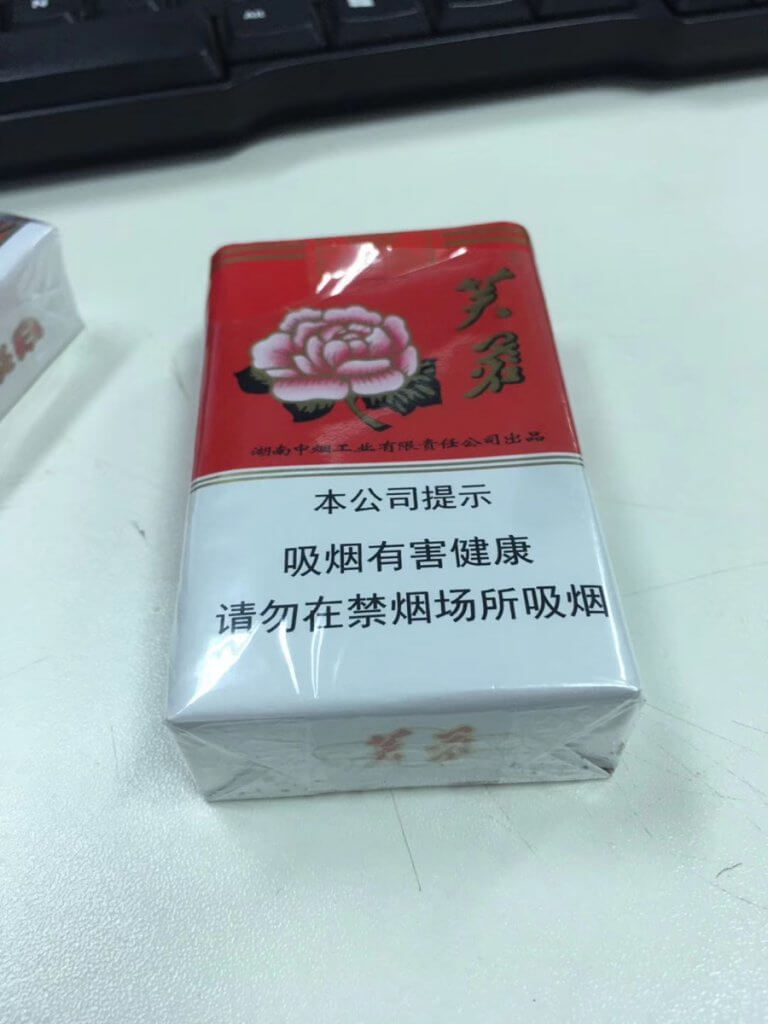 芙蓉
湖南中烟工业有限责任公司出品
本公司提示
吸烟有害健康
请勿在禁烟场所吸烟
芙蓉